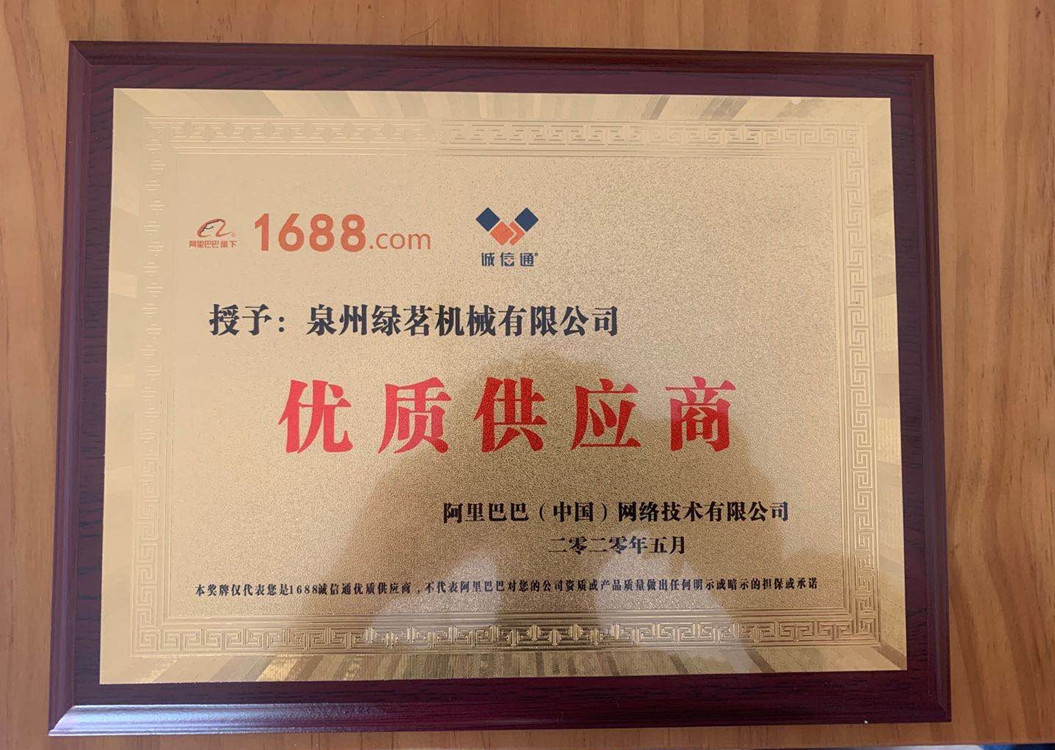 阿里巴巴旗下 1688.com 诚信通®
授予：泉州绿茗机械有限公司
优质供应商
阿里巴巴（中国）网络技术有限公司
二零二零年五月
本奖牌仅代表您是1688诚信通优质供应商，不代表阿里巴巴对您的公司资质或产品质量做出任何明示或暗示的担保或承诺